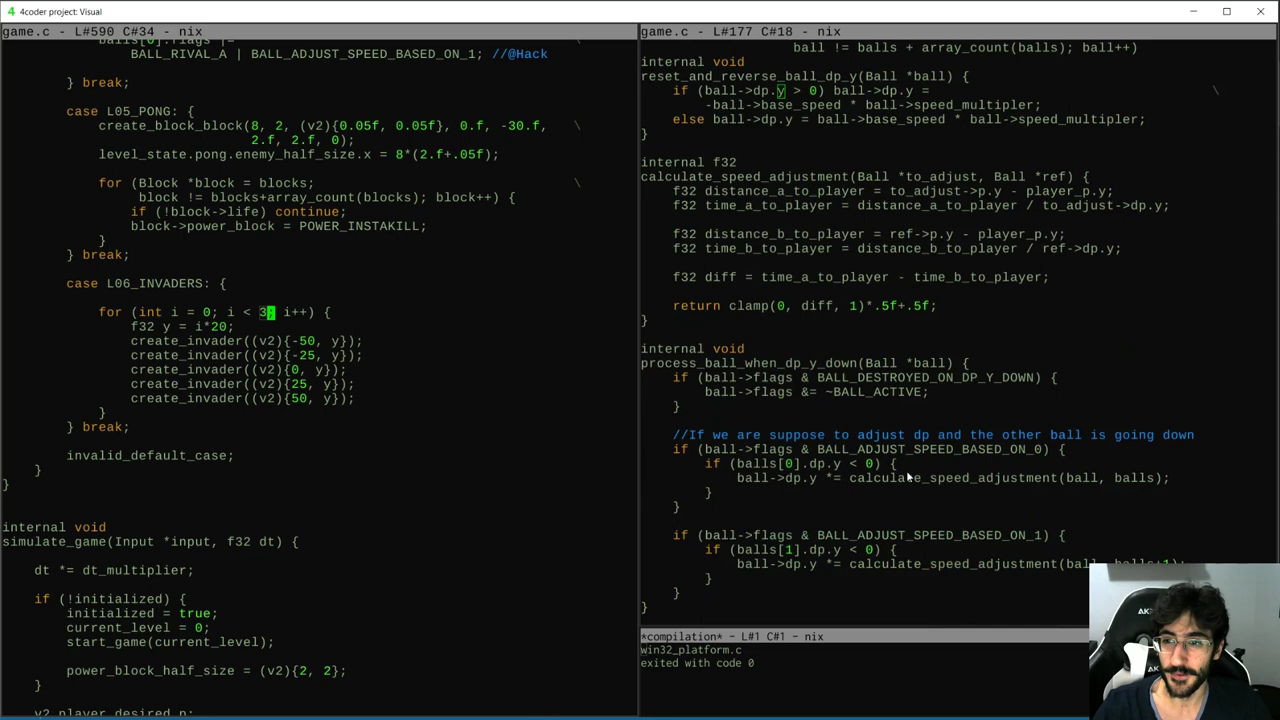 4coder project: Visual
game.c - L#590 C#34 - nix
balls[0].flags |= \
BALL_RIVAL_A | BALL_ADJUST_SPEED_BASED_ON_1; //@Hack
} break;
case L05_PONG: {
create_block_block(8, 2, (v2){0.05f, 0.05f}, 0.f, -30.f, \
2.f, 2.f, 0);
level_state.pong.enemy_half_size.x = 8*(2.f+.05f);
for (Block *block = blocks; \
block != blocks+array_count(blocks); block++) {
if (!block->life) continue;
block->power_block = POWER_INSTAKILL;
}
} break;
case L06_INVADERS: {
for (int i = 0; i < 3; i++) {
f32 y = i*20;
create_invader((v2){-50, y});
create_invader((v2){-25, y});
create_invader((v2){0, y});
create_invader((v2){25, y});
create_invader((v2){50, y});
}
} break;
invalid_default_case;
}
}
internal void
simulate_game(Input *input, f32 dt) {
dt *= dt_multiplier;
if (!initialized) {
initialized = true;
current_level = 0;
start_game(current_level);
power_block_half_size = (v2){2, 2};
}
v2 player_desired_p;
game.c - L#177 C#18 - nix
ball != balls + array_count(balls); ball++)
internal void
reset_and_reverse_ball_dp_y(Ball *ball) {
if (ball->dp.y > 0) ball->dp.y = \
-ball->base_speed * ball->speed_multipler;
else ball->dp.y = ball->base_speed * ball->speed_multipler;
}
internal f32
calculate_speed_adjustment(Ball *to_adjust, Ball *ref) {
f32 distance_a_to_player = to_adjust->p.y - player_p.y;
f32 time_a_to_player = distance_a_to_player / to_adjust->dp.y;
f32 distance_b_to_player = ref->p.y - player_p.y;
f32 time_b_to_player = distance_b_to_player / ref->dp.y;
f32 diff = time_a_to_player - time_b_to_player;
return clamp(0, diff, 1)*.5f+.5f;
}
internal void
process_ball_when_dp_y_down(Ball *ball) {
if (ball->flags & BALL_DESTROYED_ON_DP_Y_DOWN) {
ball->flags &= ~BALL_ACTIVE;
}
//If we are suppose to adjust dp and the other ball is going down
if (ball->flags & BALL_ADJUST_SPEED_BASED_ON_0) {
if (balls[0].dp.y < 0) {
ball->dp.y *= calculate_speed_adjustment(ball, balls);
}
}
if (ball->flags & BALL_ADJUST_SPEED_BASED_ON_1) {
if (balls[1].dp.y < 0) {
ball->dp.y *= calculate_speed_adjustment(ball, balls+1);
}
}
}
*compilation* - L#1 C#1 - nix
win32_platform.c
exited with code 0